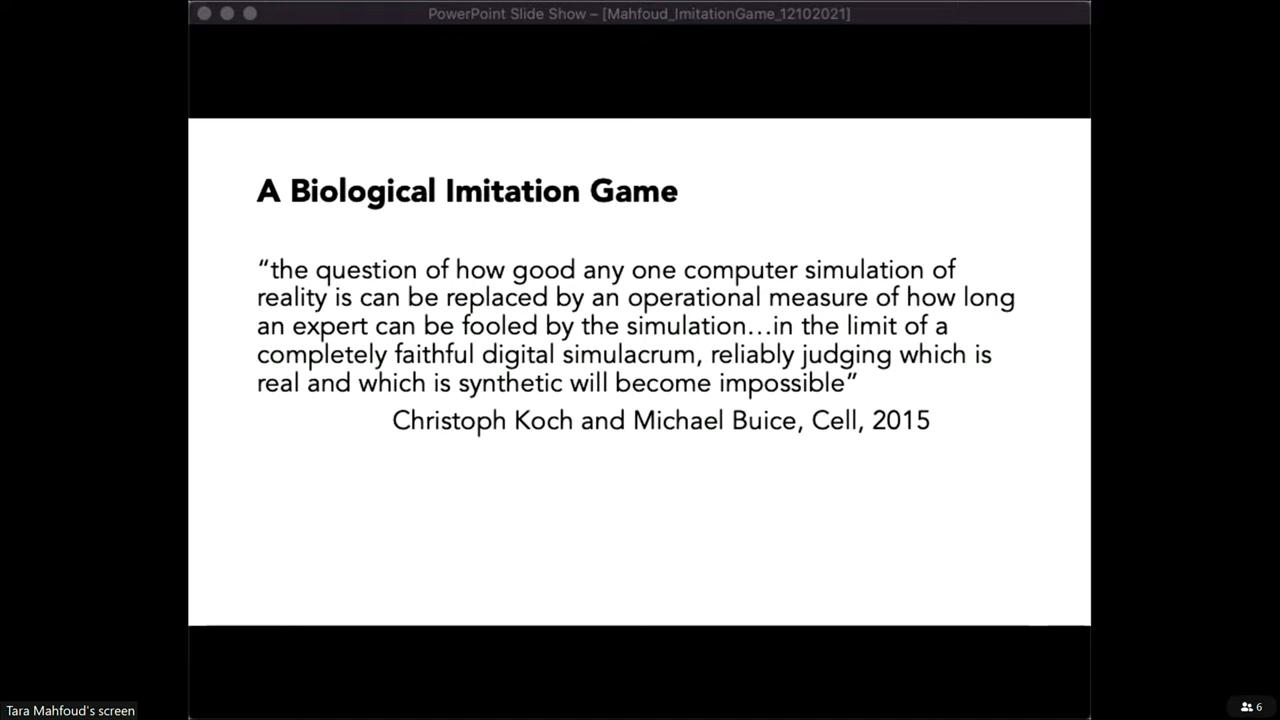 PowerPoint Slide Show – [Mahfoud_ImitationGame_12102021]
A Biological Imitation Game
“the question of how good any one computer simulation of
reality is can be replaced by an operational measure of how long
an expert can be fooled by the simulation…in the limit of a
completely faithful digital simulacrum, reliably judging which is
real and which is synthetic will become impossible”
Christoph Koch and Michael Buice, Cell, 2015
Tara Mahfoud's screen
6